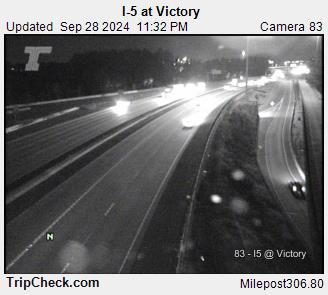 I-5 at Victory
Updated Sep 28 2024 11:32 PM Camera 83
T
N
83 - I5 @ Victory
TripCheck.com Milepost306.80